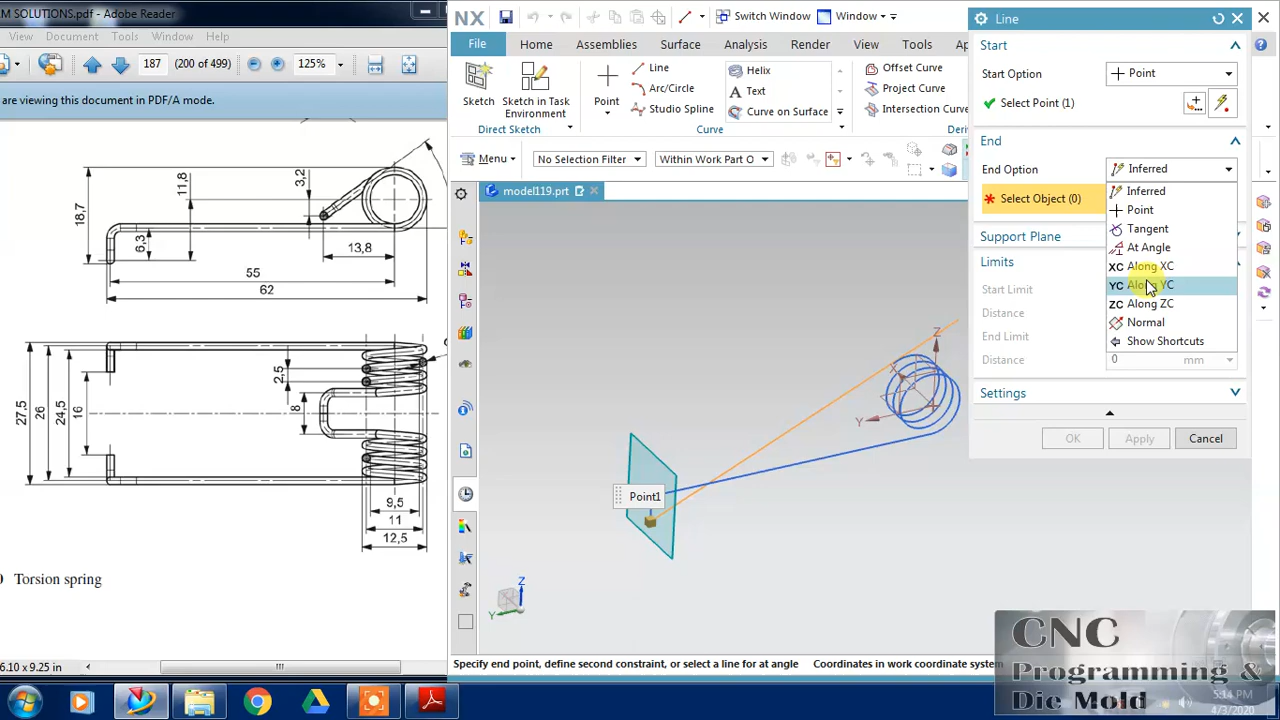 M SOLUTIONS.pdf - Adobe Reader
View Document Tools Window Help
187 (200 of 499) 125%
are viewing this document in PDF/A mode.
18,7
11,8
6,3
3,2
13,8
55
62
27,5
26
24,5
16
2,5
8
9,5
11
12,5
0 Torsion spring
6.10 x 9.25 in
NX
Switch Window
Window
File Home Assemblies Surface Analysis Render View Tools Ap
Sketch
Sketch in Task Environment
Point
Line
Arc/Circle
Studio Spline
Helix
Text
Curve on Surface
Offset Curve
Project Curve
Intersection Curve
Direct Sketch
Curve
Deri
Menu
No Selection Filter
Within Work Part O
model119.prt
Line
Start
Start Option
Point
Select Point (1)
End
End Option
Inferred
Select Object (0)
Inferred
Point
Tangent
At Angle
XC Along XC
YC Along YC
ZC Along ZC
Normal
Show Shortcuts
Support Plane
Limits
Start Limit
Distance
End Limit
Distance
0 mm
Settings
OK
Apply
Cancel
Z
X
Y
Point1
Z
Y
Specify end point, define second constraint, or select a line for at angle
Coordinates in work coordinate system
CNC
Programming &
Die Mold
5:14 PM
4/3/2020